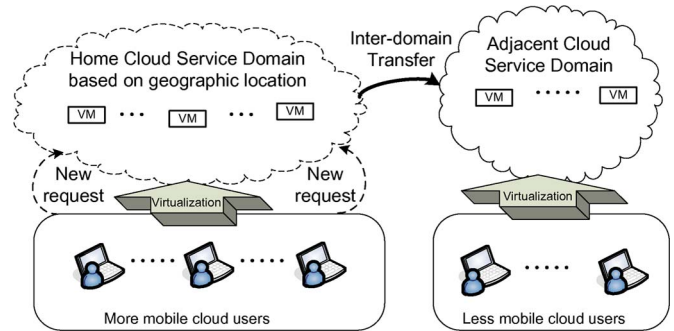 Home Cloud Service Domain
based on geographic location
VM
VM
VM
Inter-domain
Transfer
Adjacent Cloud
Service Domain
VM
VM
New
request
New
request
Virtualization
Virtualization
More mobile cloud users
Less mobile cloud users